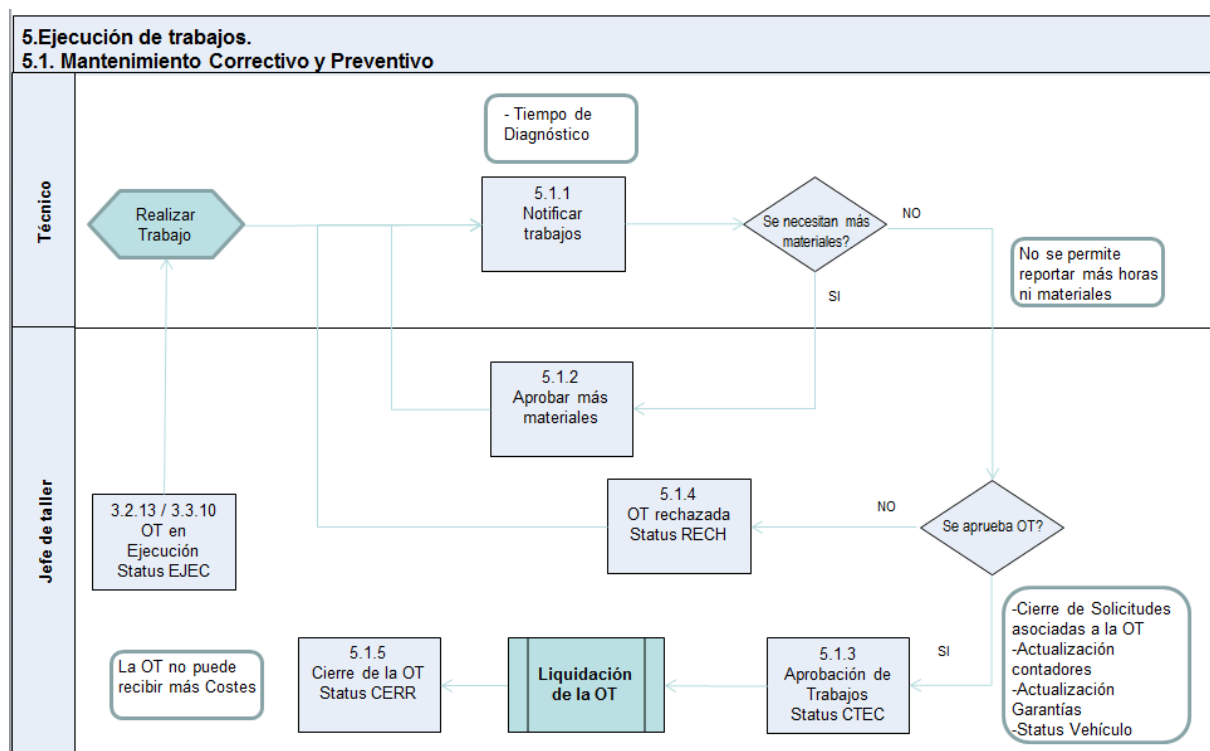 5.Ejecución de trabajos.
5.1. Mantenimiento Correctivo y Preventivo
Técnico
- Tiempo de
Diagnóstico
Realizar
Trabajo
5.1.1
Notificar
trabajos
Se necesitan más
materiales?
NO
SI
No se permite
reportar más horas
ni materiales
Jefe de taller
5.1.2
Aprobar más
materiales
3.2.13 / 3.3.10
OT en
Ejecución
Status EJEC
5.1.4
OT rechazada
Status RECH
NO
Se aprueba OT?
SI
-Cierre de Solicitudes
asociadas a la OT
-Actualización
contadores
-Actualización
Garantías
-Status Vehículo
La OT no puede
recibir más Costes
5.1.5
Cierre de la OT
Status CERR
Liquidación
de la OT
5.1.3
Aprobación de
Trabajos
Status CTEC